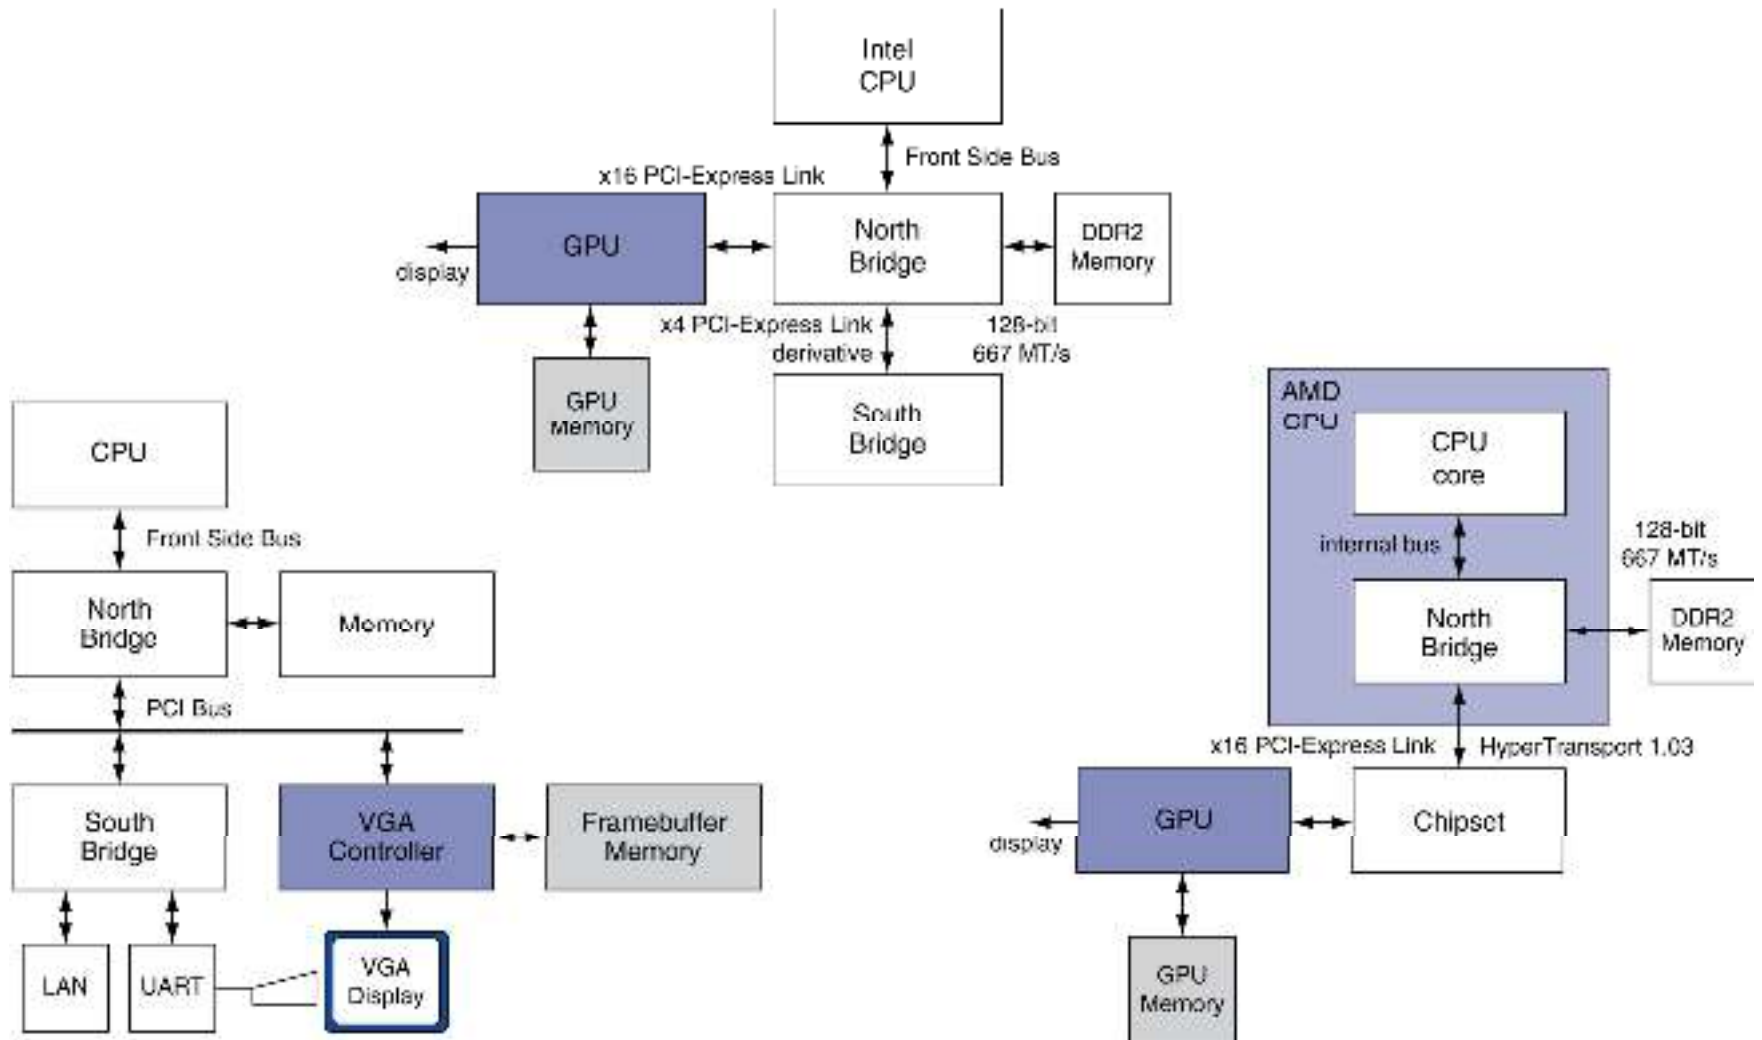 Intel
CPU
Front Side Bus
x16 PCI-Express Link
GPU
display
North
Bridge
DDR2
Memory
x4 PCI-Express Link
derivative
128-bit
667 MT/s
GPU
Memory
South
Bridge
CPU
Front Side Bus
North
Bridge
Memory
PCI Bus
South
Bridge
VGA
Controller
Framebuffer
Memory
LAN
UART
VGA
Display
AMD
CPU
CPU
core
internal bus
128-bit
667 MT/s
North
Bridge
DDR2
Memory
x16 PCI-Express Link
HyperTransport 1.03
GPU
display
Chipset
GPU
Memory